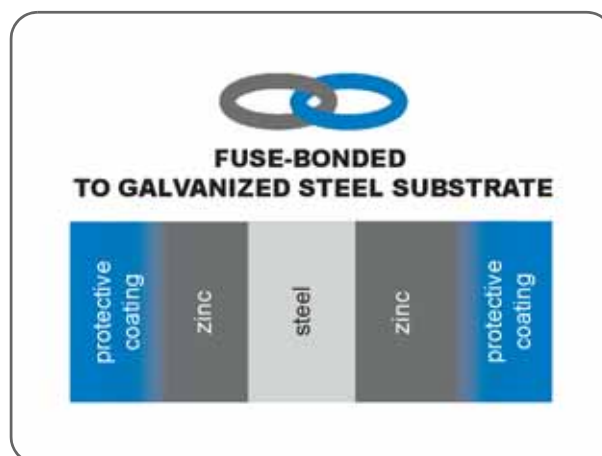 FUSE-BONDED
TO GALVANIZED STEEL SUBSTRATE
protective
coating
zinc
steel
zinc
protective
coating